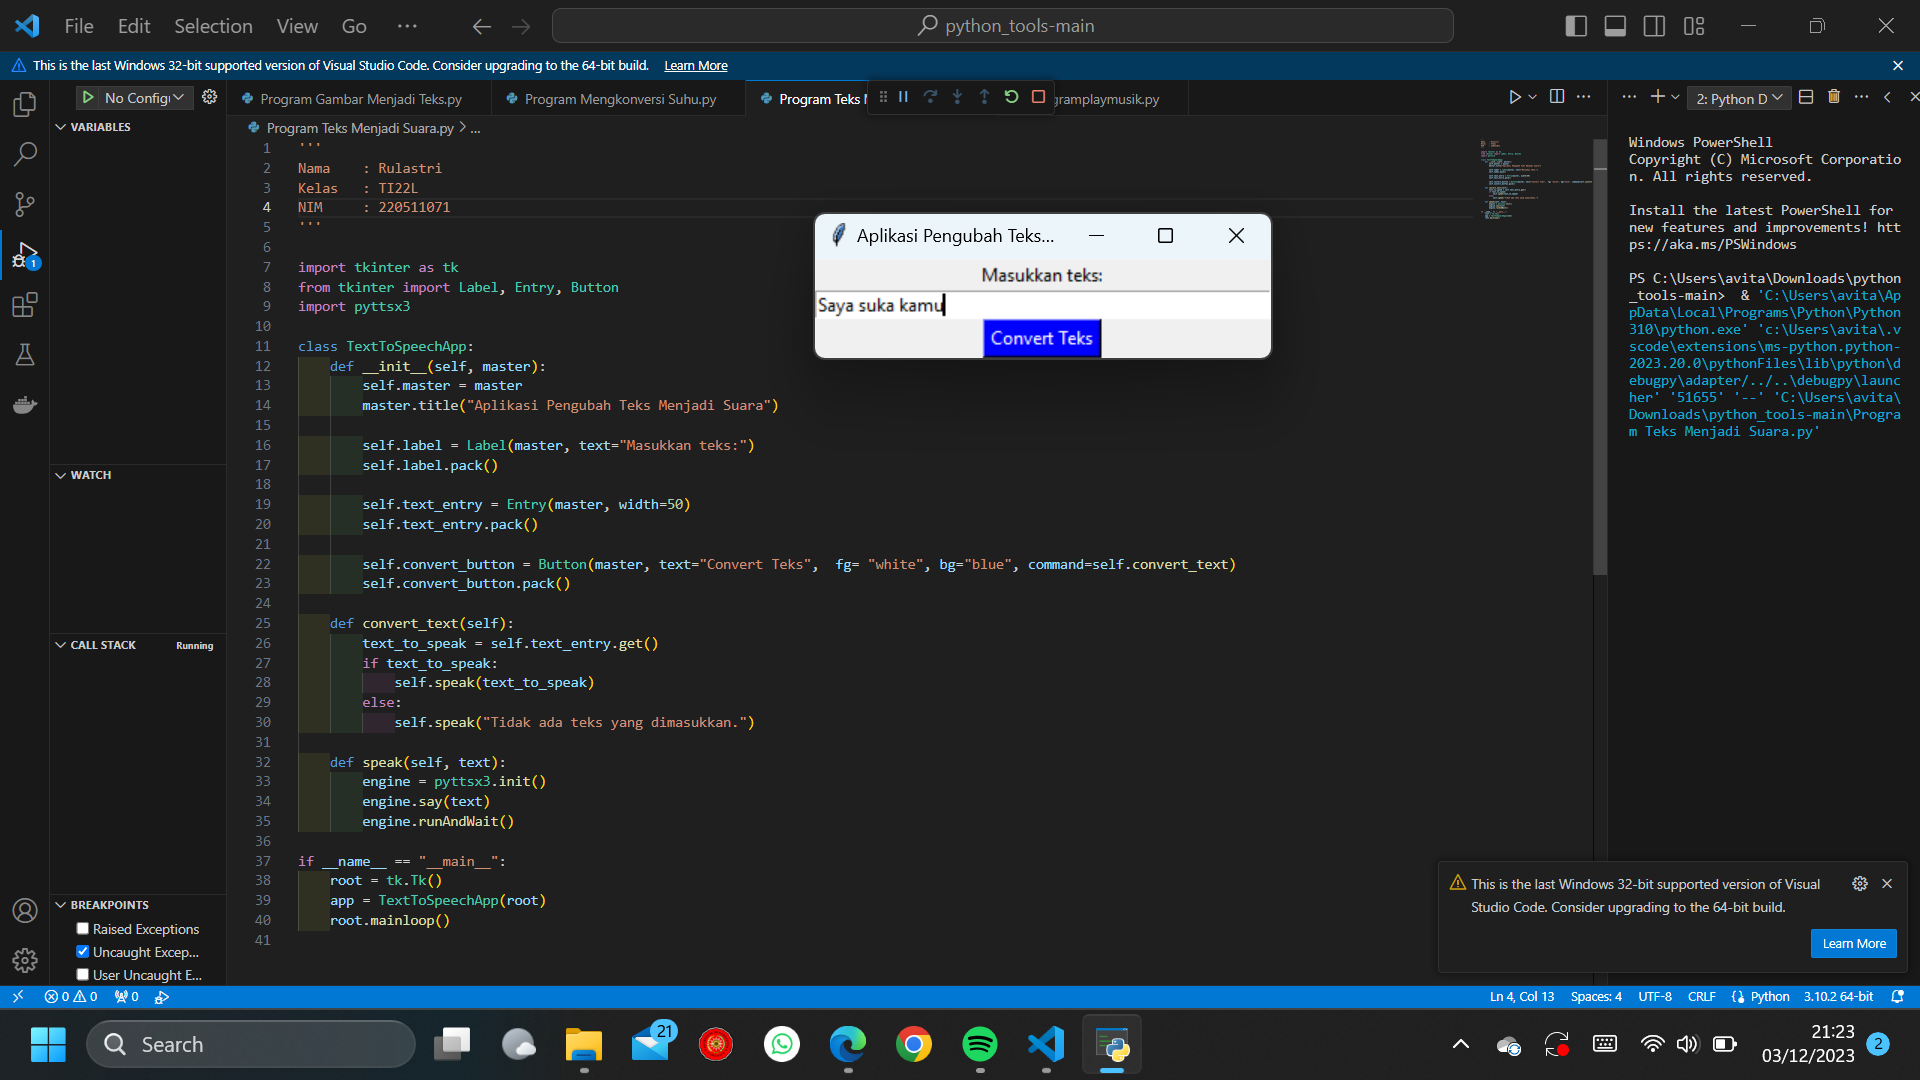 File Edit Selection View Go ···
python_tools-main
This is the last Windows 32-bit supported version of Visual Studio Code. Consider upgrading to the 64-bit build. Learn More
No Config
Program Gambar Menjadi Teks.py
Program Mengkonversi Suhu.py
Program Teks
gramplaymusik.py
2: Python D
VARIABLES
WATCH
CALL STACK Running
BREAKPOINTS
Raised Exceptions
Uncaught Excep...
User Uncaught E...
1
Program Teks Menjadi Suara.py > ...
1 '''
2 Nama    : Rulastri
3 Kelas   : TI22L
4 NIM     : 220511071
5 '''
6
7 import tkinter as tk
8 from tkinter import Label, Entry, Button
9 import pyttsx3
10
11 class TextToSpeechApp:
12     def __init__(self, master):
13         self.master = master
14         master.title("Aplikasi Pengubah Teks Menjadi Suara")
15
16         self.label = Label(master, text="Masukkan teks:")
17         self.label.pack()
18
19         self.text_entry = Entry(master, width=50)
20         self.text_entry.pack()
21
22         self.convert_button = Button(master, text="Convert Teks",  fg= "white", bg="blue", command=self.convert_text)
23         self.convert_button.pack()
24
25     def convert_text(self):
26         text_to_speak = self.text_entry.get()
27         if text_to_speak:
28             self.speak(text_to_speak)
29         else:
30             self.speak("Tidak ada teks yang dimasukkan.")
31
32     def speak(self, text):
33         engine = pyttsx3.init()
34         engine.say(text)
35         engine.runAndWait()
36
37 if __name__ == "__main__":
38     root = tk.Tk()
39     app = TextToSpeechApp(root)
40     root.mainloop()
41
Aplikasi Pengubah Teks...
Masukkan teks:
Saya suka kamu
Convert Teks
Windows PowerShell
Copyright (C) Microsoft Corporatio
n. All rights reserved.
Install the latest PowerShell for
new features and improvements! htt
ps://aka.ms/PSWindows
PS C:\Users\avita\Downloads\python
_tools-main>  & 'C:\Users\avita\Ap
pData\Local\Programs\Python\Python
310\python.exe' 'c:\Users\avita\.v
scode\extensions\ms-python.python-
2023.20.0\pythonFiles\lib\python\d
ebugpy\adapter/../..\debugpy\launc
her' '51655' '--' 'C:\Users\avita\
Downloads\python_tools-main\Progra
m Teks Menjadi Suara.py'
This is the last Windows 32-bit supported version of Visual
Studio Code. Consider upgrading to the 64-bit build.
Learn More
0 0 0
Ln 4, Col 13 Spaces: 4 UTF-8 CRLF Python 3.10.2 64-bit
Search
21
21:23
03/12/2023
2